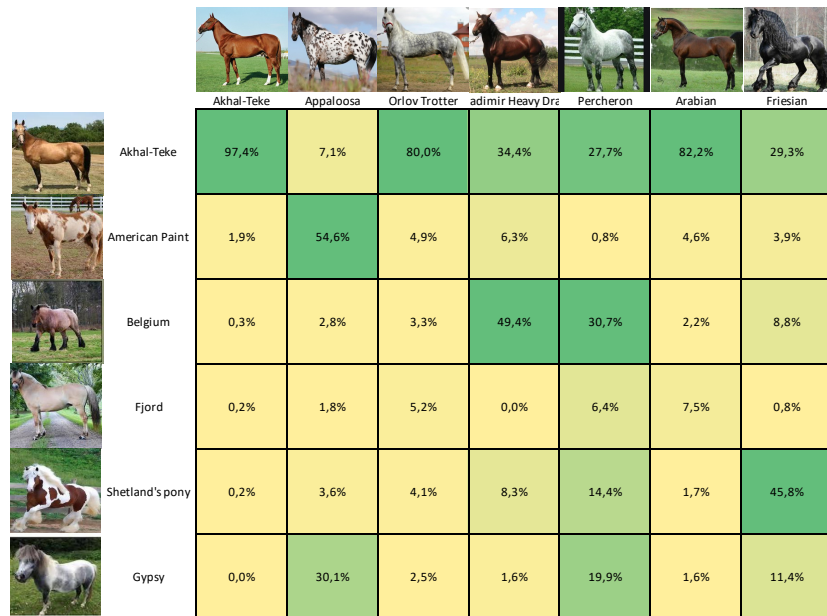 Akhal-Teke Appaloosa Orlov Trotter adimir Heavy Dra Percheron Arabian Friesian
Akhal-Teke 97,4% 7,1% 80,0% 34,4% 27,7% 82,2% 29,3%
American Paint 1,9% 54,6% 4,9% 6,3% 0,8% 4,6% 3,9%
Belgium 0,3% 2,8% 3,3% 49,4% 30,7% 2,2% 8,8%
Fjord 0,2% 1,8% 5,2% 0,0% 6,4% 7,5% 0,8%
Shetland's pony 0,2% 3,6% 4,1% 8,3% 14,4% 1,7% 45,8%
Gypsy 0,0% 30,1% 2,5% 1,6% 19,9% 1,6% 11,4%